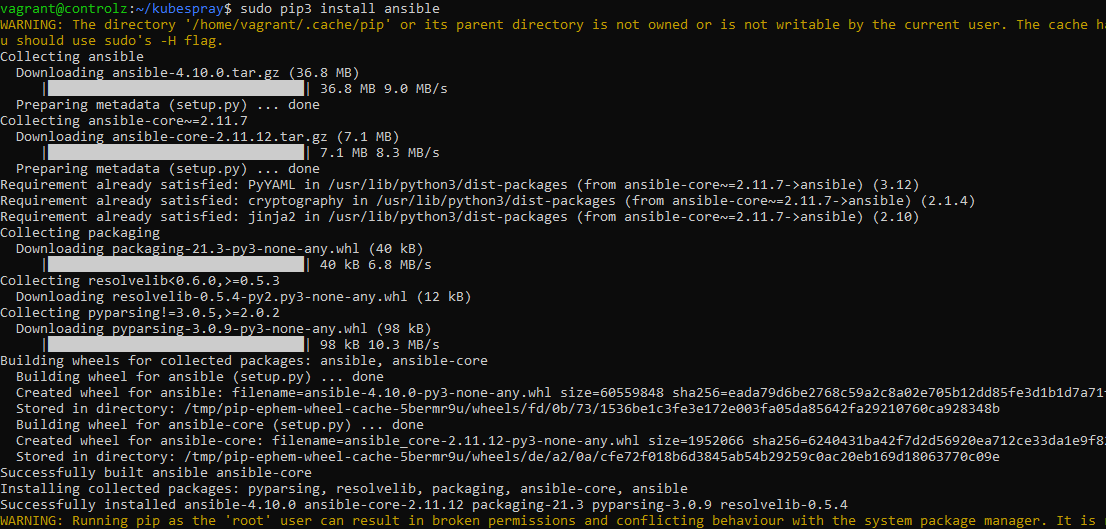 vagrant@controlz:~/kubespray$ sudo pip3 install ansible
WARNING: The directory '/home/vagrant/.cache/pip' or its parent directory is not owned or is not writable by the current user. The cache ha
u should use sudo's -H flag.
Collecting ansible
  Downloading ansible-4.10.0.tar.gz (36.8 MB)
     |████████████████████████████████| 36.8 MB 9.0 MB/s
  Preparing metadata (setup.py) ... done
Collecting ansible-core~=2.11.7
  Downloading ansible-core-2.11.12.tar.gz (7.1 MB)
     |████████████████████████████████| 7.1 MB 8.3 MB/s
  Preparing metadata (setup.py) ... done
Requirement already satisfied: PyYAML in /usr/lib/python3/dist-packages (from ansible-core~=2.11.7->ansible) (3.12)
Requirement already satisfied: cryptography in /usr/lib/python3/dist-packages (from ansible-core~=2.11.7->ansible) (2.1.4)
Requirement already satisfied: jinja2 in /usr/lib/python3/dist-packages (from ansible-core~=2.11.7->ansible) (2.10)
Collecting packaging
  Downloading packaging-21.3-py3-none-any.whl (40 kB)
     |████████████████████████████████| 40 kB 6.8 MB/s
Collecting resolvelib<0.6.0,>=0.5.3
  Downloading resolvelib-0.5.4-py2.py3-none-any.whl (12 kB)
Collecting pyparsing!=3.0.5,>=2.0.2
  Downloading pyparsing-3.0.9-py3-none-any.whl (98 kB)
     |████████████████████████████████| 98 kB 10.3 MB/s
Building wheels for collected packages: ansible, ansible-core
  Building wheel for ansible (setup.py) ... done
  Created wheel for ansible: filename=ansible-4.10.0-py3-none-any.whl size=60559848 sha256=eada79d6be2768c59a2c8a02e705b12dd85fe3d1b1d7a71
  Stored in directory: /tmp/pip-ephem-wheel-cache-5bermr9u/wheels/fd/0b/73/1536be1c3fe3e172e003fa05da85642fa29210760ca928348b
  Building wheel for ansible-core (setup.py) ... done
  Created wheel for ansible-core: filename=ansible_core-2.11.12-py3-none-any.whl size=1952066 sha256=6240431ba42f7d2d56920ea712ce33da1e9f8
  Stored in directory: /tmp/pip-ephem-wheel-cache-5bermr9u/wheels/de/a2/0a/cfe72f018b6d3845ab54b29259c0ac20eb169d18063770c09e
Successfully built ansible ansible-core
Installing collected packages: pyparsing, resolvelib, packaging, ansible-core, ansible
Successfully installed ansible-4.10.0 ansible-core-2.11.12 packaging-21.3 pyparsing-3.0.9 resolvelib-0.5.4
WARNING: Running pip as the 'root' user can result in broken permissions and conflicting behaviour with the system package manager. It is